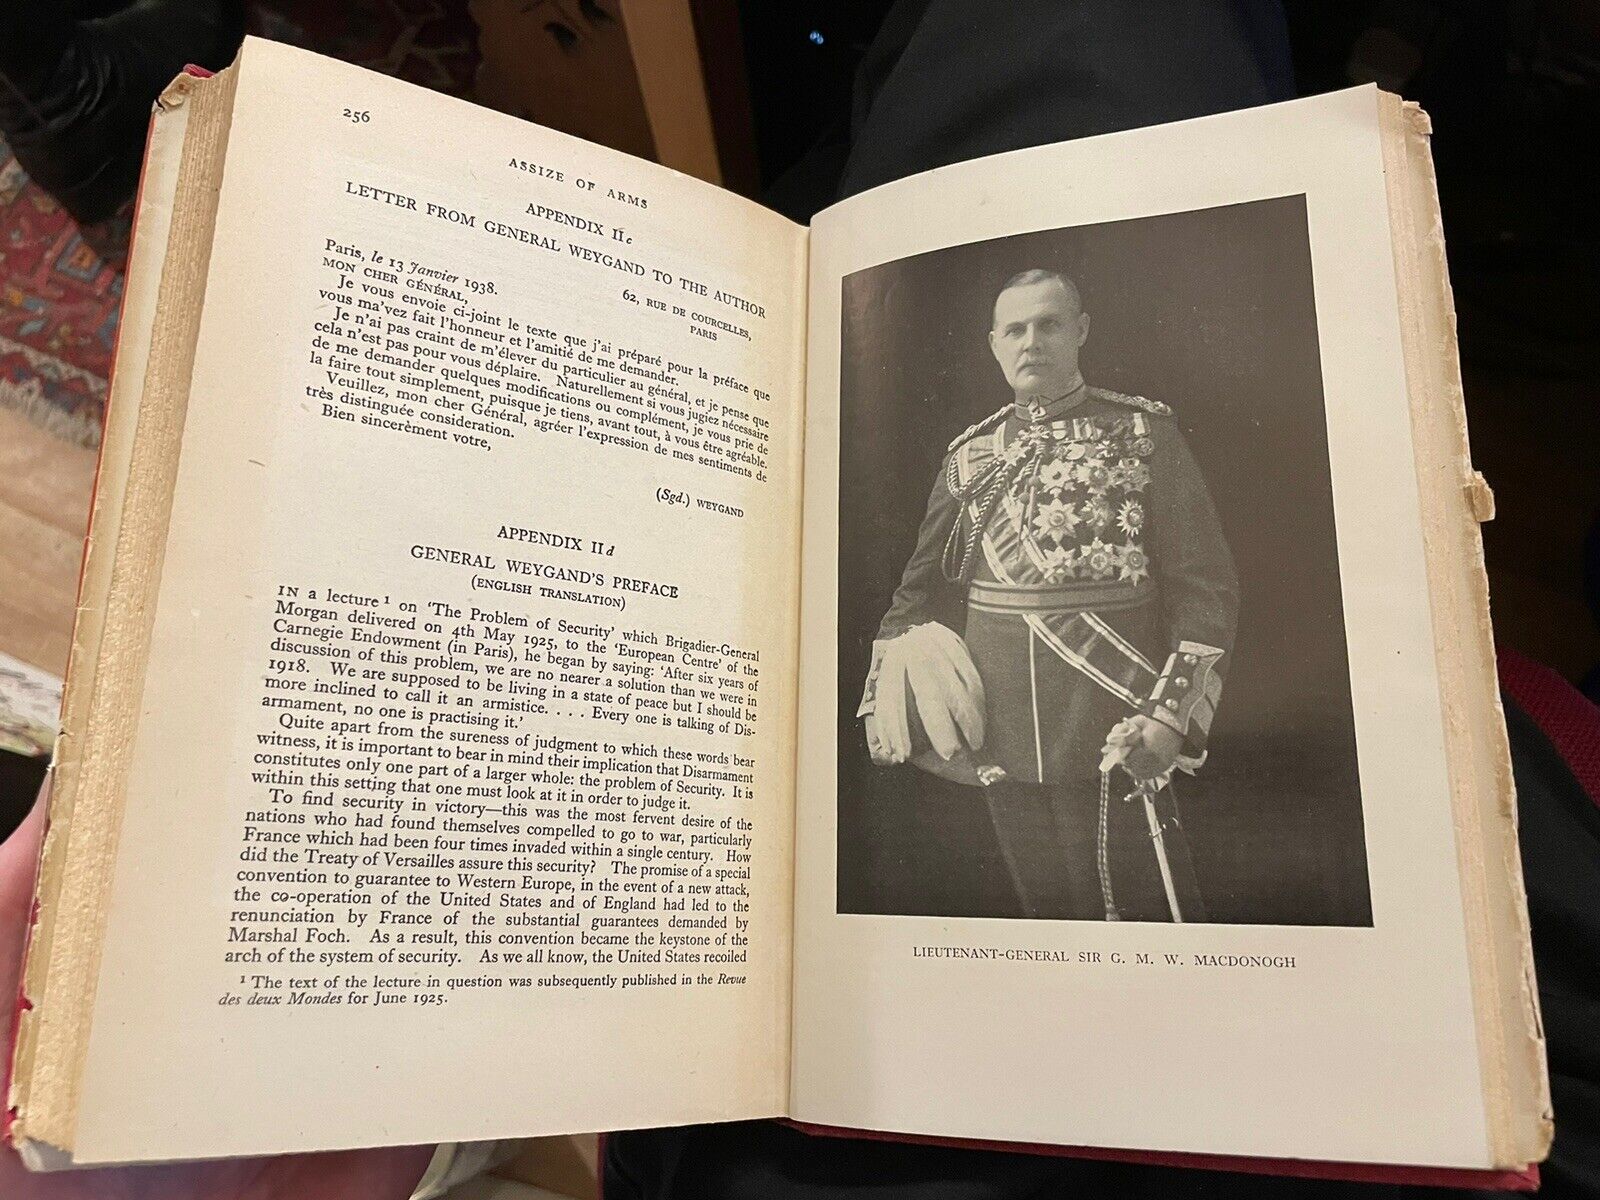 256
ASSIZE OF ARMS
APPENDIX IIc
LETTER FROM GENERAL WEYGAND TO THE AUTHOR
62, RUE DE COURCELLES,
PARIS
Paris, le 13 Janvier 1938.
MON CHER GÉNÉRAL,
Je vous envoie ci-joint le texte que j'ai préparé pour la préface que
vous ma'vez fait l'honneur et l'amitié de me demander.
Je n'ai pas craint de m'élever du particulier au général, et je pense que
cela n'est pas pour vous déplaire. Naturellement si vous jugiez nécessaire
de me demander quelques modifications ou complément, je vous prie de
la faire tout simplement, puisque je tiens, avant tout, à vous être agréable.
Veuillez, mon cher Général, agréer l'expression de mes sentiments de
très distinguée consideration.
Bien sincerèment votre,
(Sgd.) WEYGAND
APPENDIX IId
GENERAL WEYGAND'S PREFACE
(ENGLISH TRANSLATION)
IN a lecture1 on 'The Problem of Security' which Brigadier-General
Morgan delivered on 4th May 1925, to the 'European Centre' of the
Carnegie Endowment (in Paris), he began by saying: 'After six years of
discussion of this problem, we are no nearer a solution than we were in
1918. We are supposed to be living in a state of peace but I should be
more inclined to call it an armistice. . . . Every one is talking of Dis-
armament, no one is practising it.'
Quite apart from the sureness of judgment to which these words bear
witness, it is important to bear in mind their implication that Disarmament
constitutes only one part of a larger whole: the problem of Security. It is
within this setting that one must look at it in order to judge it.
To find security in victory—this was the most fervent desire of the
nations who had found themselves compelled to go to war, particularly
France which had been four times invaded within a single century. How
did the Treaty of Versailles assure this security? The promise of a special
convention to guarantee to Western Europe, in the event of a new attack,
the co-operation of the United States and of England had led to the
renunciation by France of the substantial guarantees demanded by
Marshal Foch. As a result, this convention became the keystone of the
arch of the system of security. As we all know, the United States recoiled
1 The text of the lecture in question was subsequently published in the Revue
des deux Mondes for June 1925.
LIEUTENANT-GENERAL SIR G. M. W. MACDONOGH